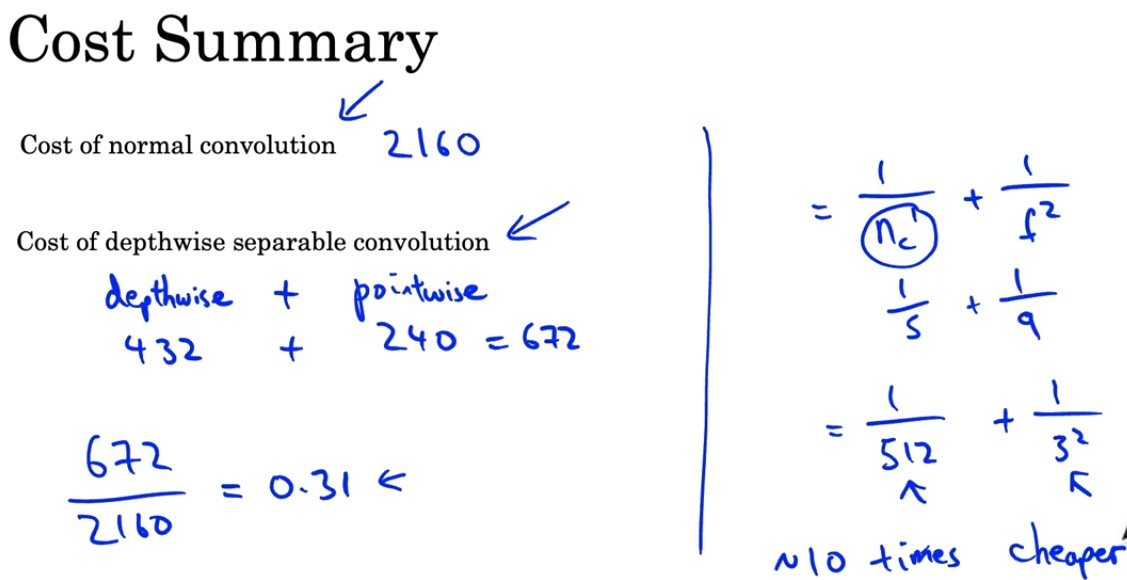 Cost Summary
Cost of normal convolution 2160
Cost of depthwise separable convolution
depthwise + pointwise
432 + 240 = 672
672/2160 = 0.31 ←
= 1/n_c' + 1/f²
1/5 + 1/9
= 1/512 + 1/3²
~10 times cheaper